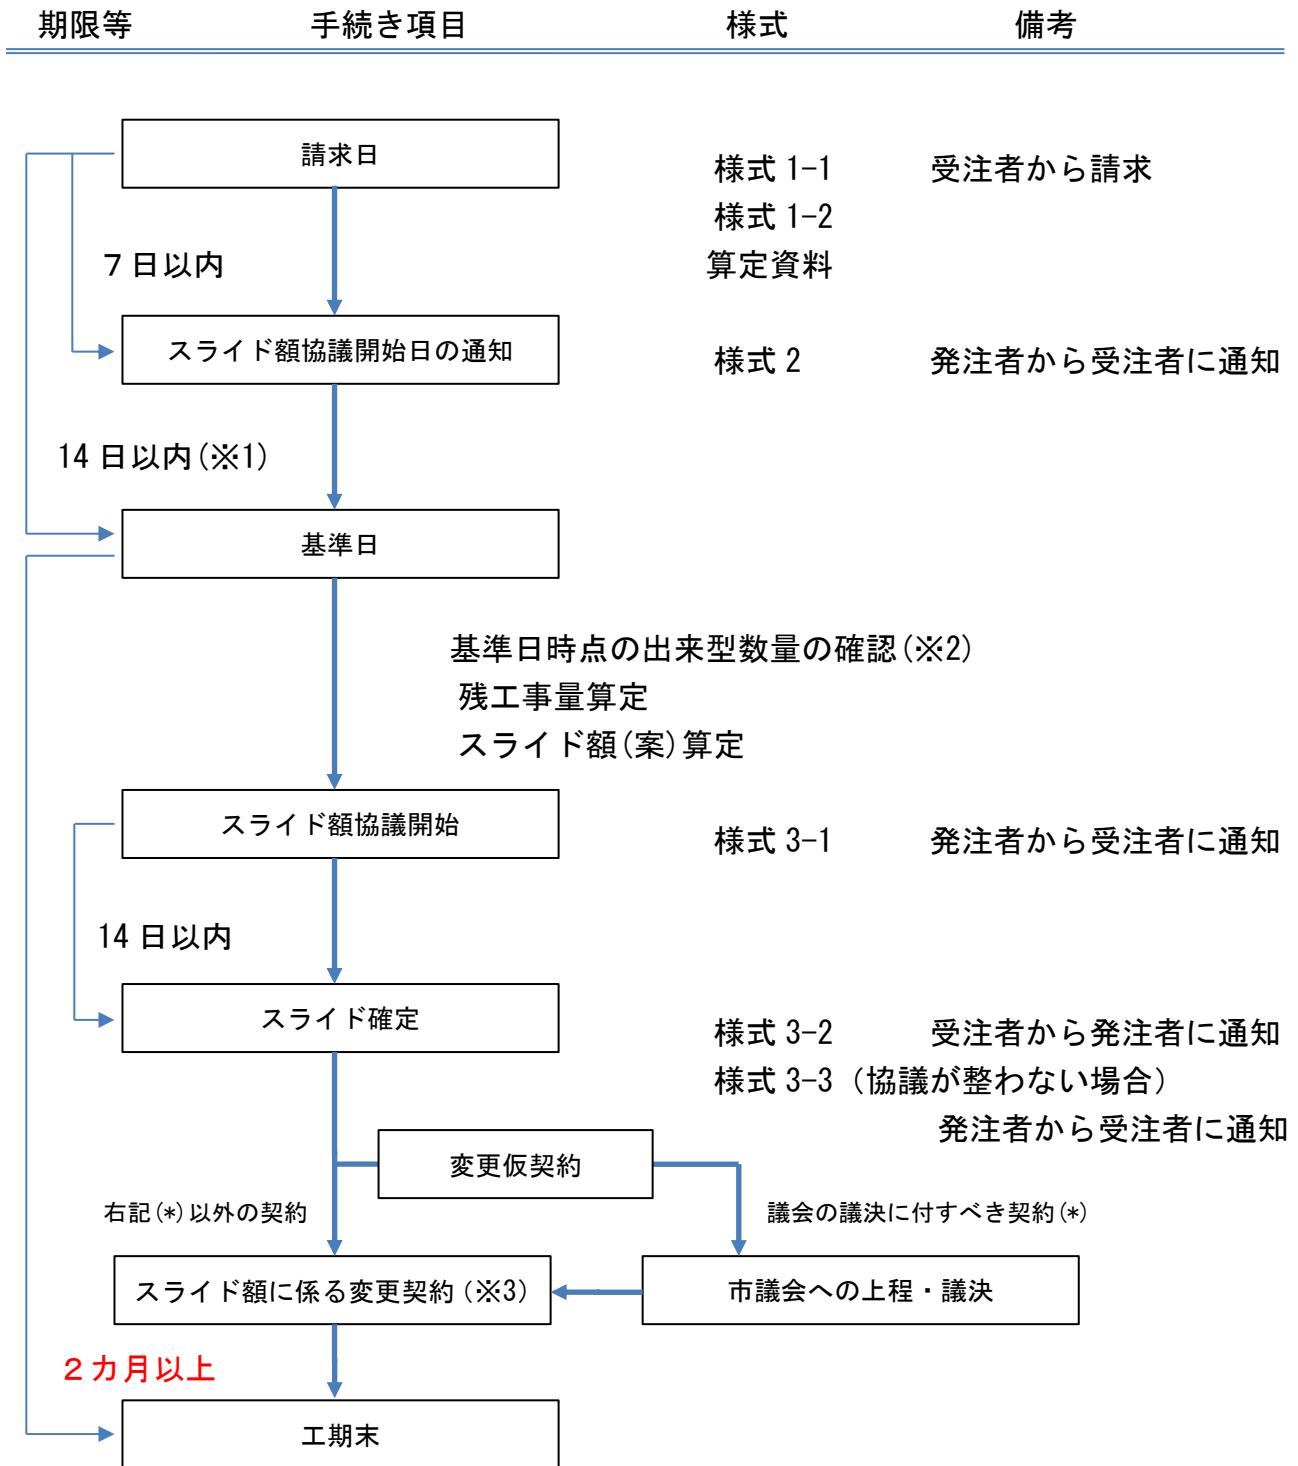 期限等 手続き項目 様式 備考
請求日
様式 1-1 受注者から請求
様式 1-2
7日以内
算定資料
スライド額協議開始日の通知
様式 2 発注者から受注者に通知
14 日以内(※1)
基準日
基準日時点の出来型数量の確認(※2)
残工事量算定
スライド額(案)算定
スライド額協議開始
様式 3-1 発注者から受注者に通知
14 日以内
スライド確定
様式 3-2 受注者から発注者に通知
様式 3-3 (協議が整わない場合)
発注者から受注者に通知
変更仮契約
右記(*)以外の契約
議会の議決に付すべき契約(*)
スライド額に係る変更契約(※3)
市議会への上程・議決
2カ月以上
工期末